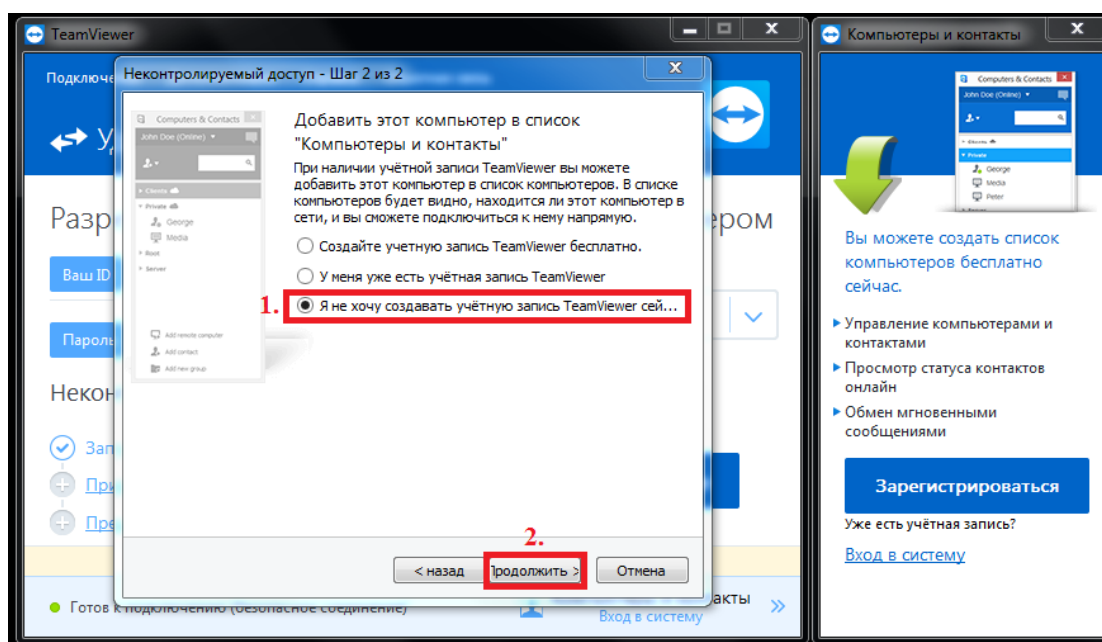 TeamViewer
Подключе
У
Разр
ером
Ваш ID
Пароль
Некон
Зап
При
Пре
Готов к подключению (безопасное соединение)
акты
Вход в систему
Неконтролируемый доступ - Шаг 2 из 2
Computers & Contacts
John Doe (Online)
Clients
Private
George
Media
Root
Server
Add remote computer
Add contact
Add new group
Добавить этот компьютер в список
"Компьютеры и контакты"
При наличии учётной записи TeamViewer вы можете
добавить этот компьютер в список компьютеров. В списке
компьютеров будет видно, находится ли этот компьютер в
сети, и вы сможете подключиться к нему напрямую.
Создайте учетную запись TeamViewer бесплатно.
У меня уже есть учётная запись TeamViewer
1. Я не хочу создавать учётную запись TeamViewer сей...
2.
< назад Продолжить > Отмена
Компьютеры и контакты
Computers & Contacts
John Doe (Online)
Clients
Private
George
Media
Peter
Вы можете создать список
компьютеров бесплатно
сейчас.
Управление компьютерами и
контактами
Просмотр статуса контактов
онлайн
Обмен мгновенными
сообщениями
Зарегистрироваться
Уже есть учётная запись?
Вход в систему